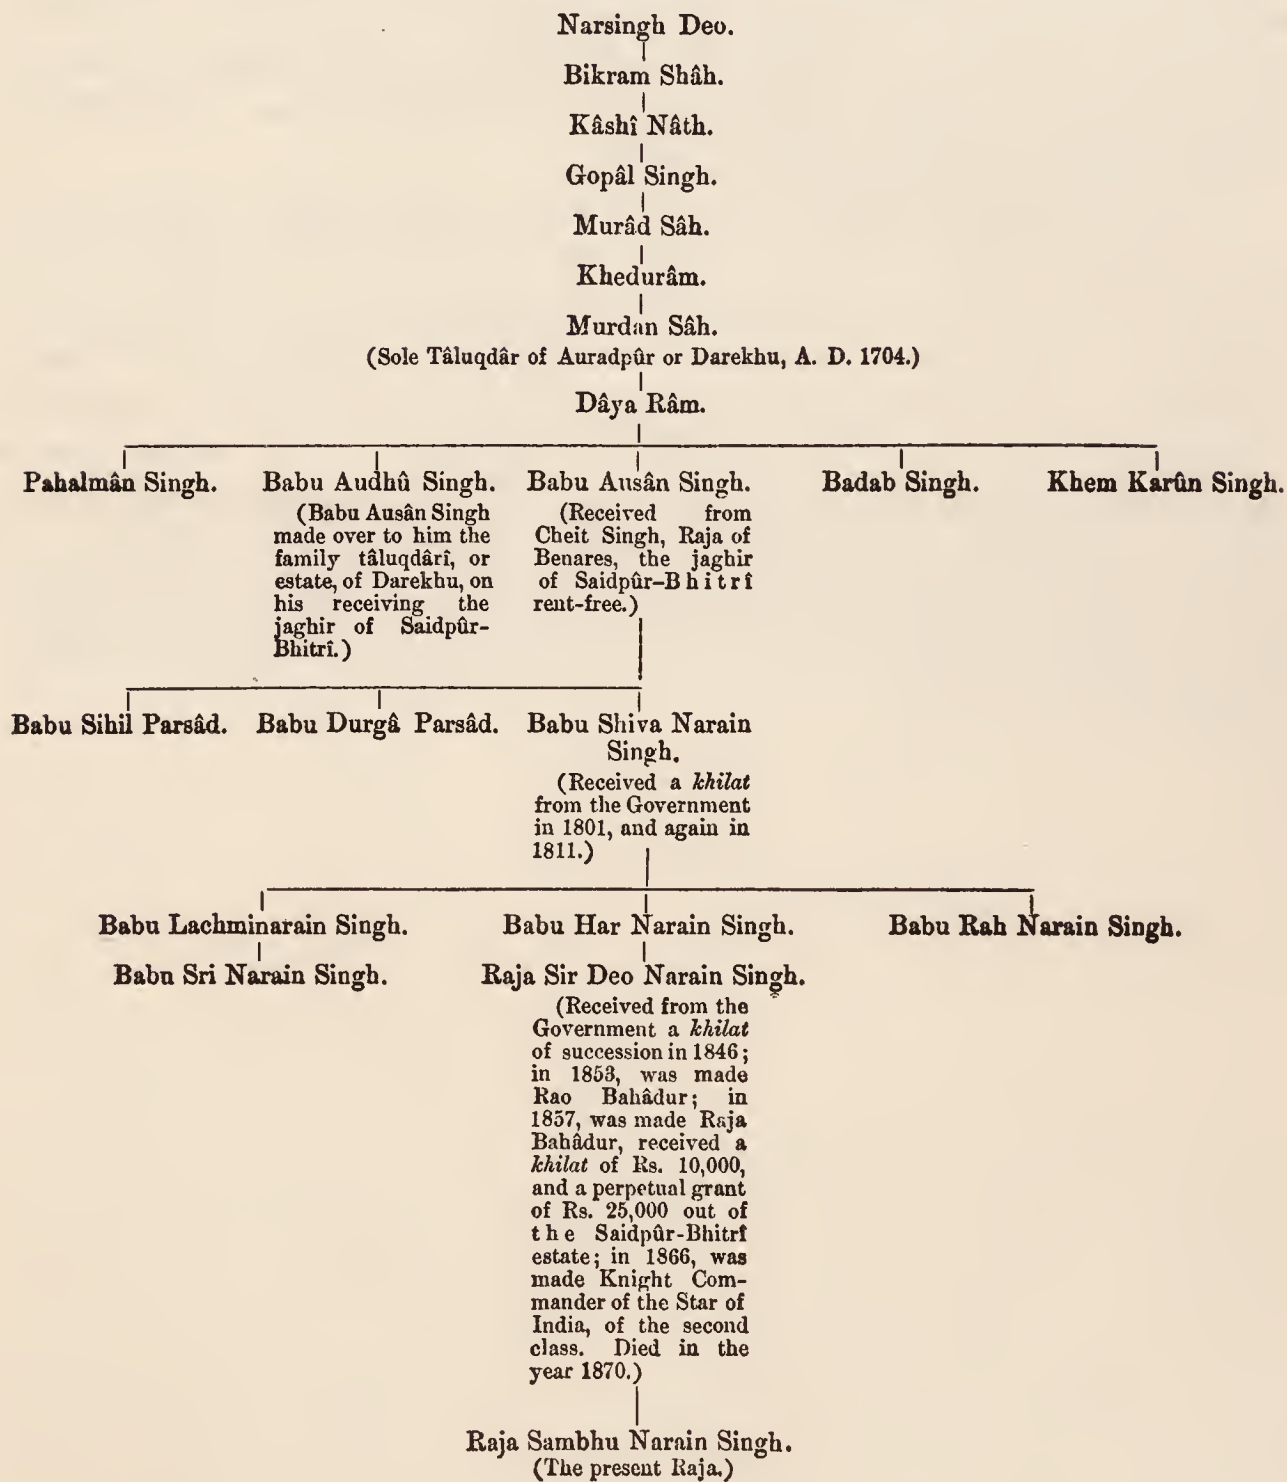 Narsingh Deo.
Bikram Shâh.
Kâshî Nâth.
Gopâl Singh.
Murâd Sâh.
Khedurâm.
Murdan Sâh.
(Sole Tâluqdâr of Auradpûr or Darekhu, A. D. 1704.)
Dâya Râm.
Pahalmân Singh.
Babu Audhû Singh.
(Babu Ausân Singh
made over to him the
family tâluqdârî, or
estate, of Darekhu, on
his receiving the
jaghir of Saidpûr-
Bhitrî.)
Babu Ausân Singh.
(Received from
Cheit Singh, Raja of
Benares, the jaghir
of Saidpûr-Bhitrî
rent-free.)
Badab Singh.
Khem Karûn Singh.
Babu Sihil Parsâd.
Babu Durgâ Parsâd.
Babu Shiva Narain
Singh.
(Received a khilat
from the Government
in 1801, and again in
1811.)
Babu Lachminarain Singh.
Babu Har Narain Singh.
Babu Rah Narain Singh.
Babu Sri Narain Singh.
Raja Sir Deo Narain Singh.
(Received from the
Government a khilat
of succession in 1846;
in 1853, was made
Rao Bahâdur; in
1857, was made Raja
Bahâdur, received a
khilat of Rs. 10,000,
and a perpetual grant
of Rs. 25,000 out of
the Saidpûr-Bhitrî
estate; in 1866, was
made Knight Com-
mander of the Star of
India, of the second
class. Died in the
year 1870.)
Raja Sambhu Narain Singh.
(The present Raja.)